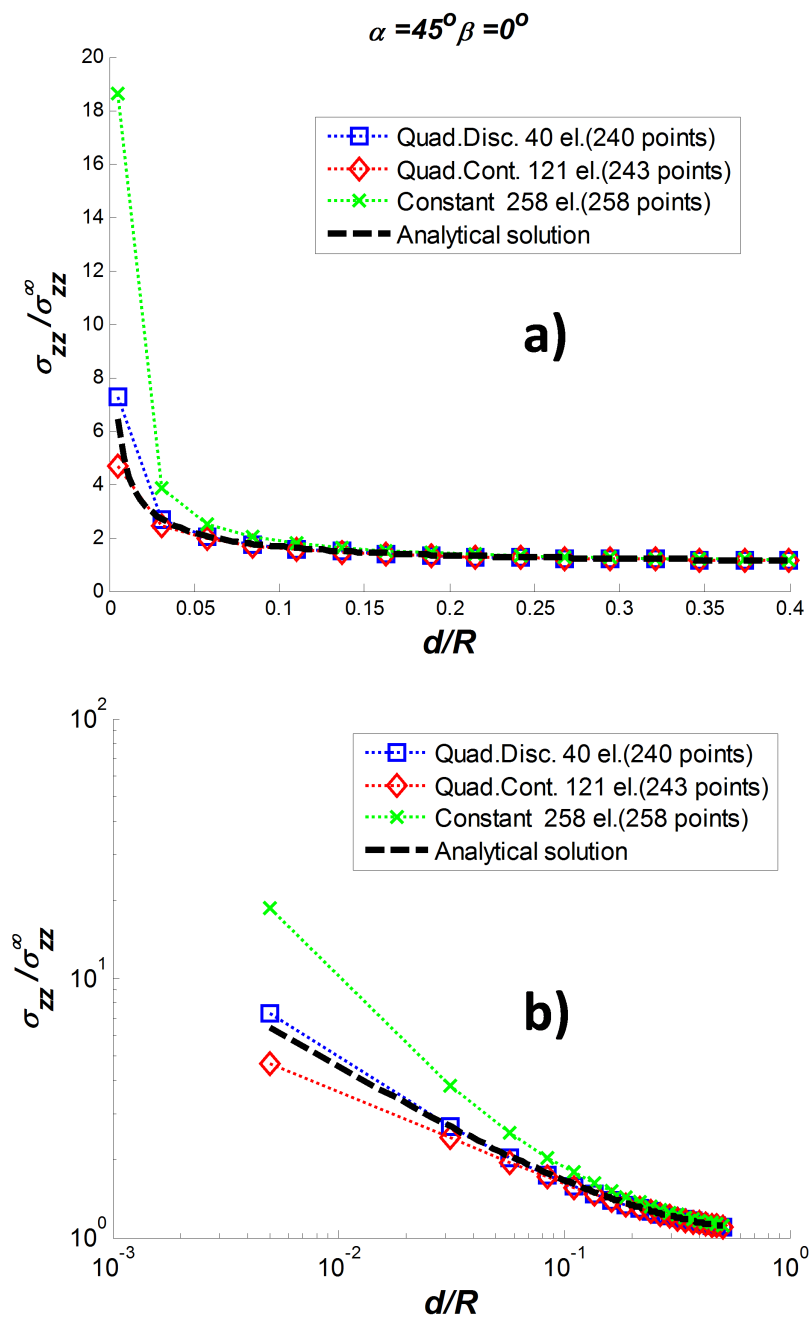 α =45° β =0°
20
18
16
14
12
10
8
6
4
2
0
σzz/σ∞zz
Quad.Disc. 40 el.(240 points)
Quad.Cont. 121 el.(243 points)
Constant 258 el.(258 points)
Analytical solution
a)
0 0.05 0.1 0.15 0.2 0.25 0.3 0.35 0.4
d/R
10²
10¹
10⁰
σzz/σ∞zz
Quad.Disc. 40 el.(240 points)
Quad.Cont. 121 el.(243 points)
Constant 258 el.(258 points)
Analytical solution
b)
10⁻³ 10⁻² 10⁻¹ 10⁰
d/R